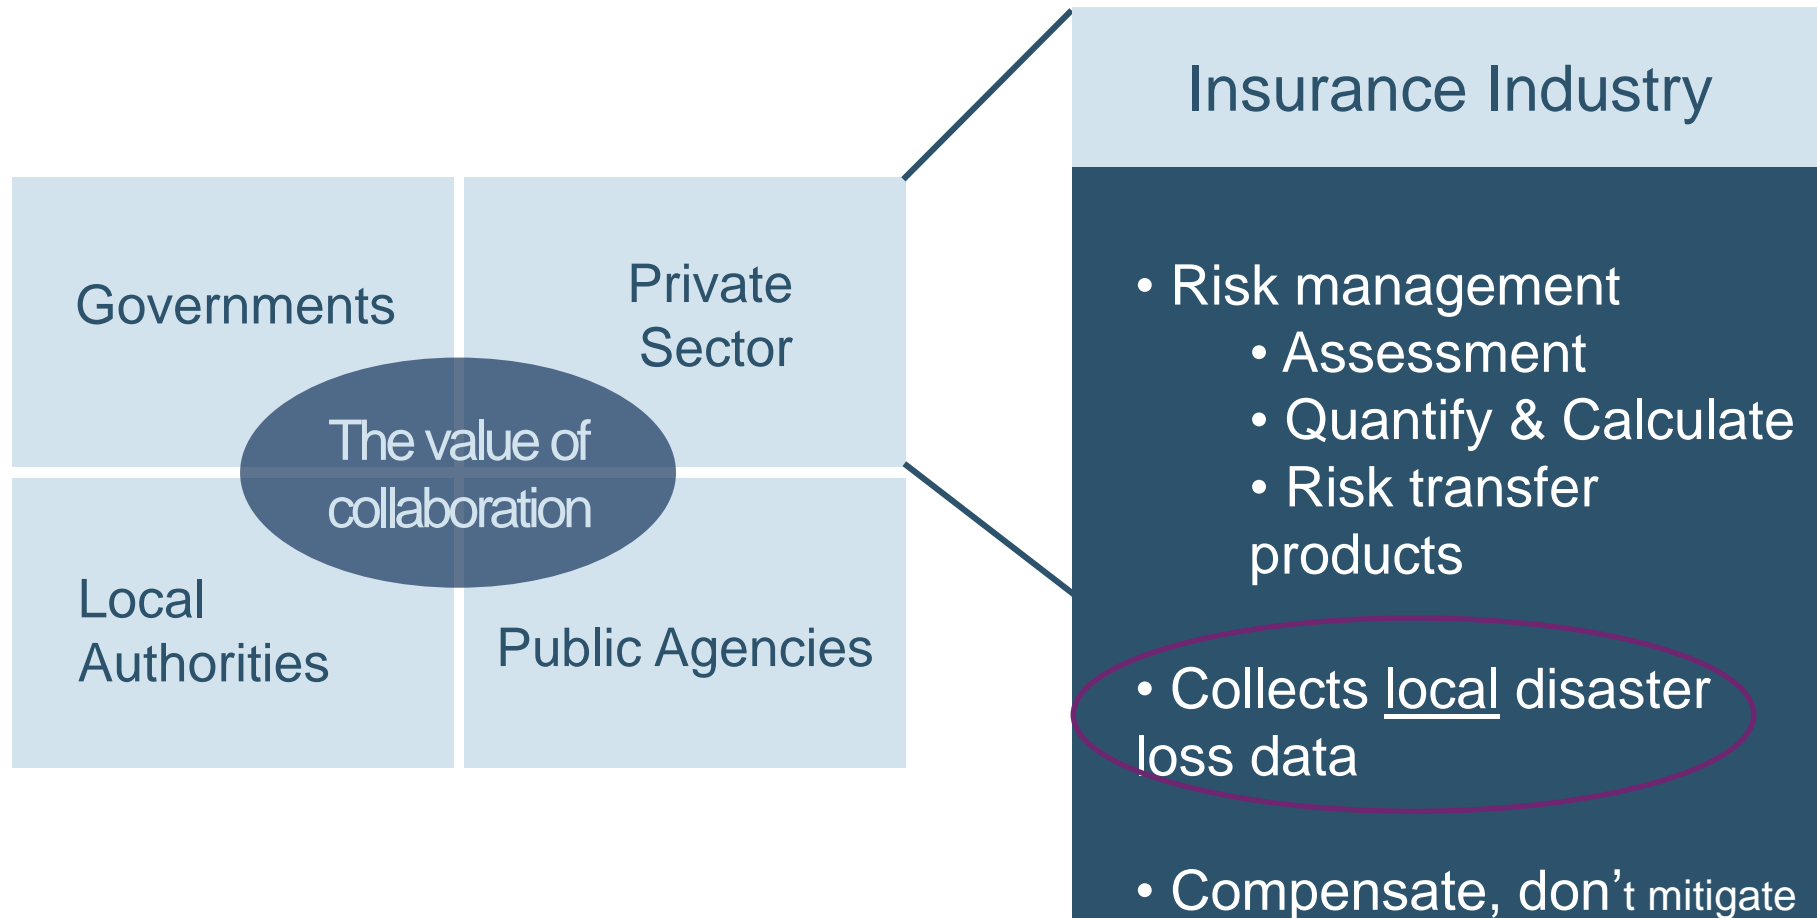 Governments
Private
Sector
The value of
collaboration
Local
Authorities
Public Agencies
Insurance Industry
• Risk management
• Assessment
• Quantify & Calculate
• Risk transfer
products
• Collects local disaster
loss data
• Compensate, don’t mitigate